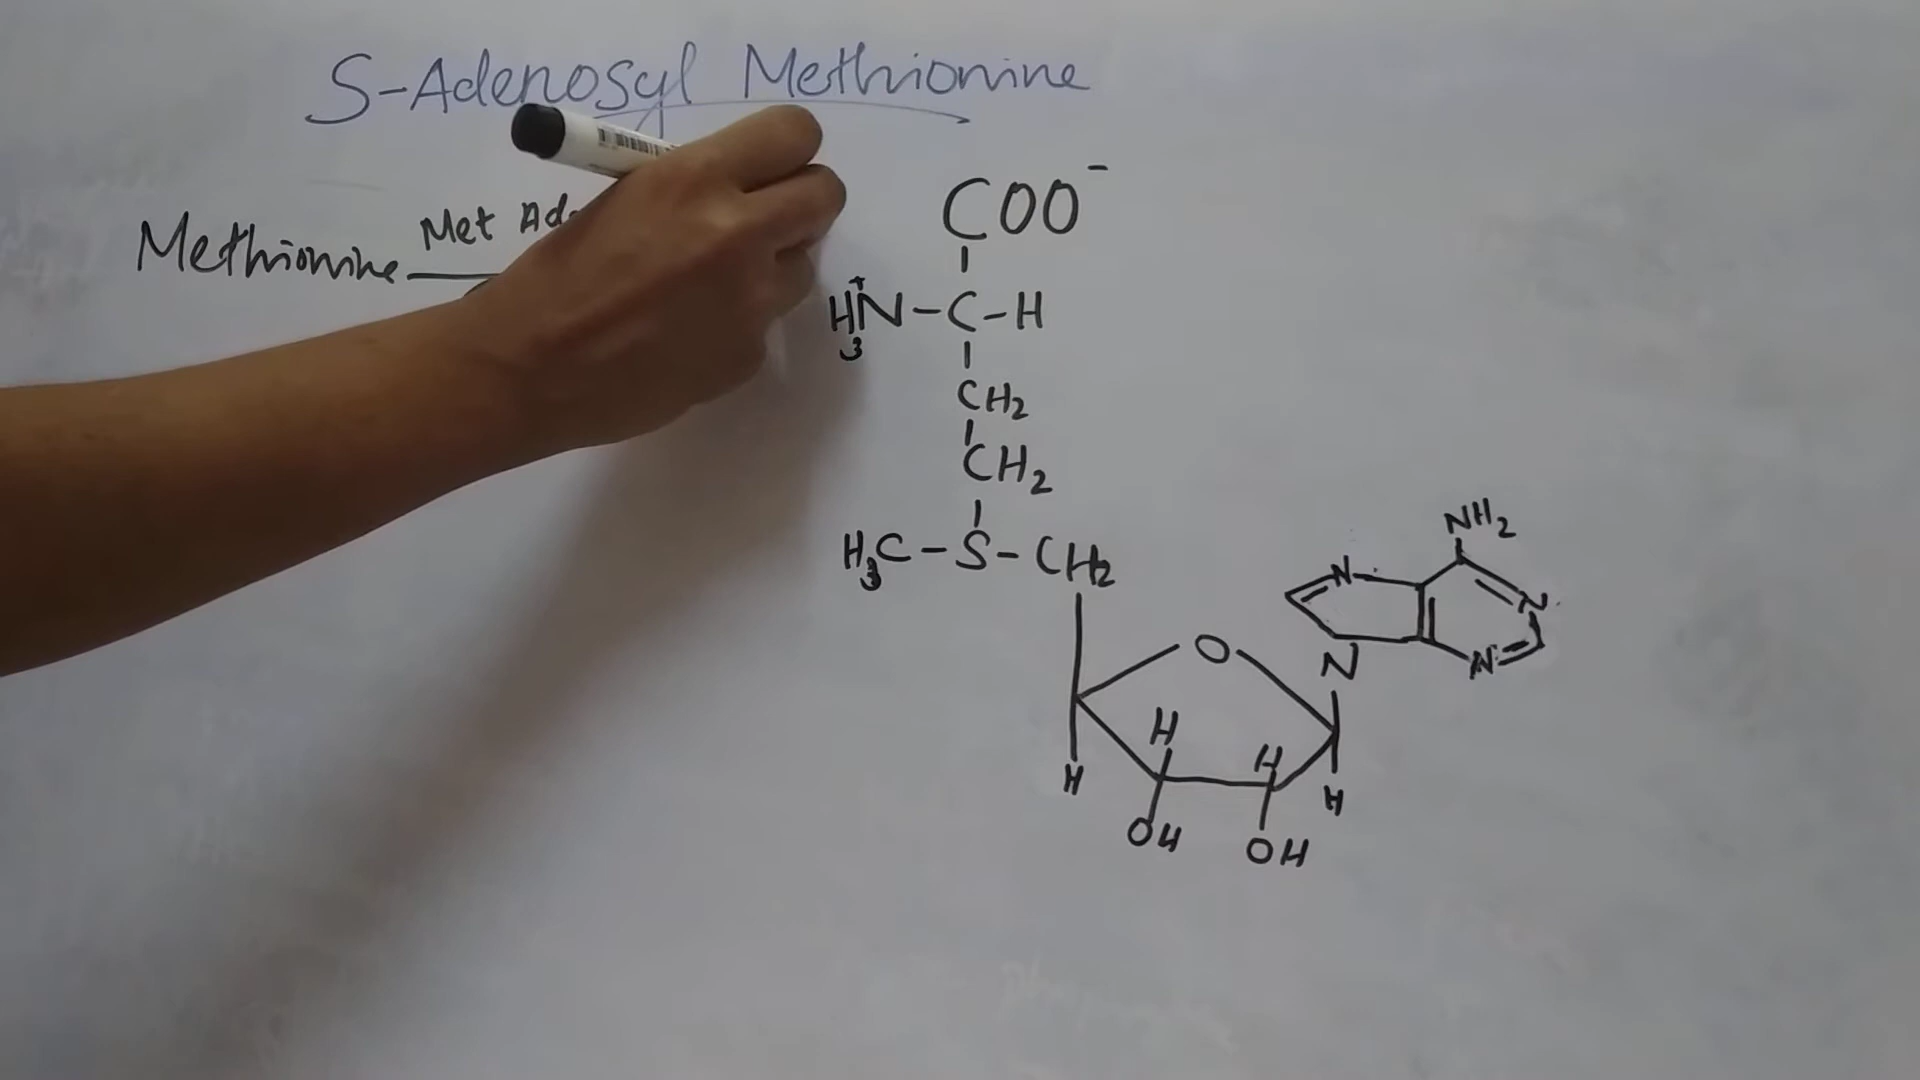 S-Adenosyl Methionine
Methionine
Met
COO⁻
H₃N⁺-C-H
CH₂
CH₂
H₃C-S-CH₂
NH₂
N
N
O
N
N
H
H
H
H
OH
OH